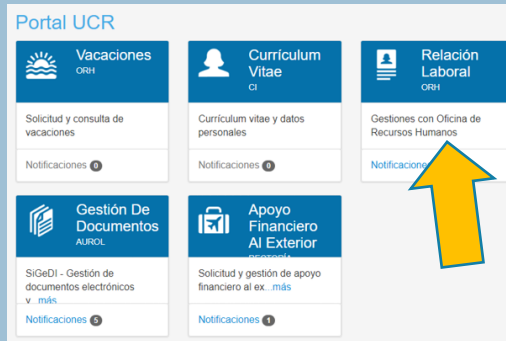 Portal UCR
Vacaciones
ORH
Solicitud y consulta de
vacaciones
Notificaciones 0
Currículum
Vitae
CI
Currículum vitae y datos
personales
Notificaciones 0
Relación
Laboral
ORH
Gestiones con Oficina de
Recursos Humanos
Notificaciones
Gestión De
Documentos
AUROL
SiGeDI - Gestión de
documentos electrónicos
y...más
Notificaciones 5
Apoyo
Financiero
Al Exterior
RECTORÍA
Solicitud y gestión de apoyo
financiero al ex...más
Notificaciones 1